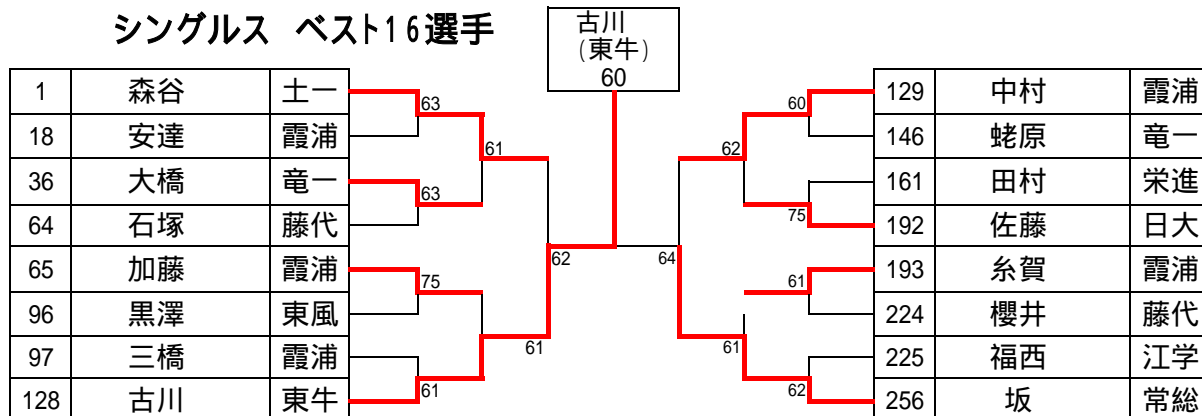 シングルス ベスト16選手
古川
(東牛)
60
1 森谷 土一
18 安達 霞浦
36 大橋 竜一
64 石塚 藤代
65 加藤 霞浦
96 黒澤 東風
97 三橋 霞浦
128 古川 東牛
63
63
75
61
61
61
62
129 中村 霞浦
146 蛯原 竜一
161 田村 栄進
192 佐藤 日大
193 糸賀 霞浦
224 櫻井 藤代
225 福西 江学
256 坂 常総
60
75
61
62
62
61
64